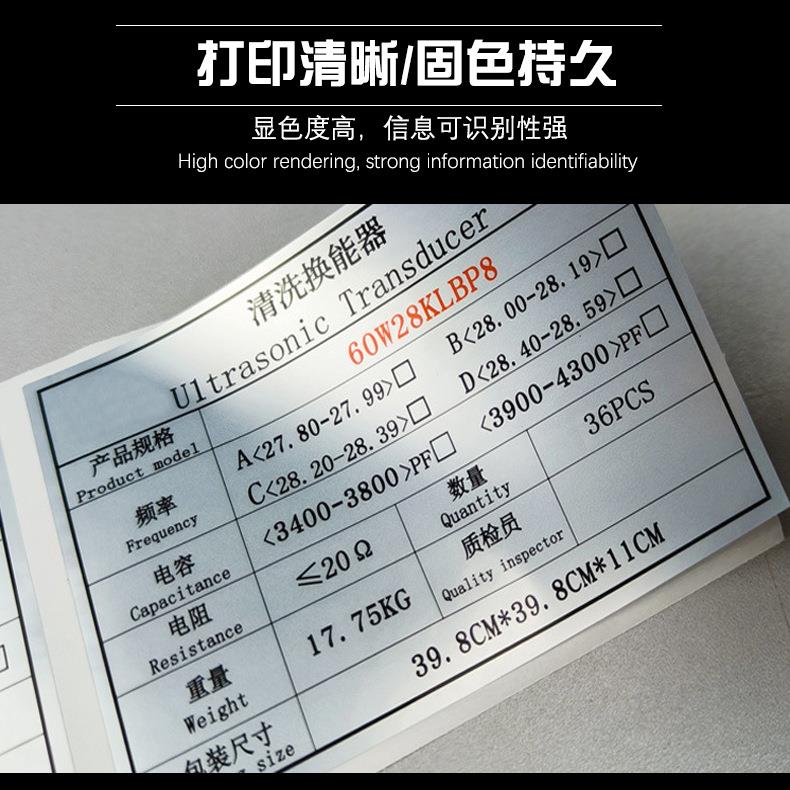 打印清晰/固色持久
显色度高，信息可识别性强
High color rendering, strong information identifiability
清洗换能器
Ultrasonic Transducer
产品规格
Product model
60W28KLBP8
频率
Frequency
A<27.80-27.99>□
B<28.00-28.19>□
C<28.20-28.39>□
D<28.40-28.59>□
电容
Capacitance
<3400-3800>PF□
<3900-4300>PF□
电阻
Resistance
≤20Ω
数量
Quantity
36PCS
重量
Weight
17.75KG
质检员
Quality inspector
包装尺寸
size
39.8CM*39.8CM*11CM